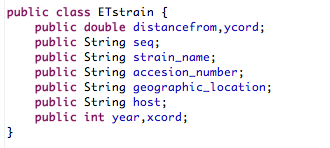 public class ETstrain {
public double distancefrom,ycord;
public String seq;
public String strain_name;
public String accesion_number;
public String geographic_location;
public String host;
public int year,xcord;
}